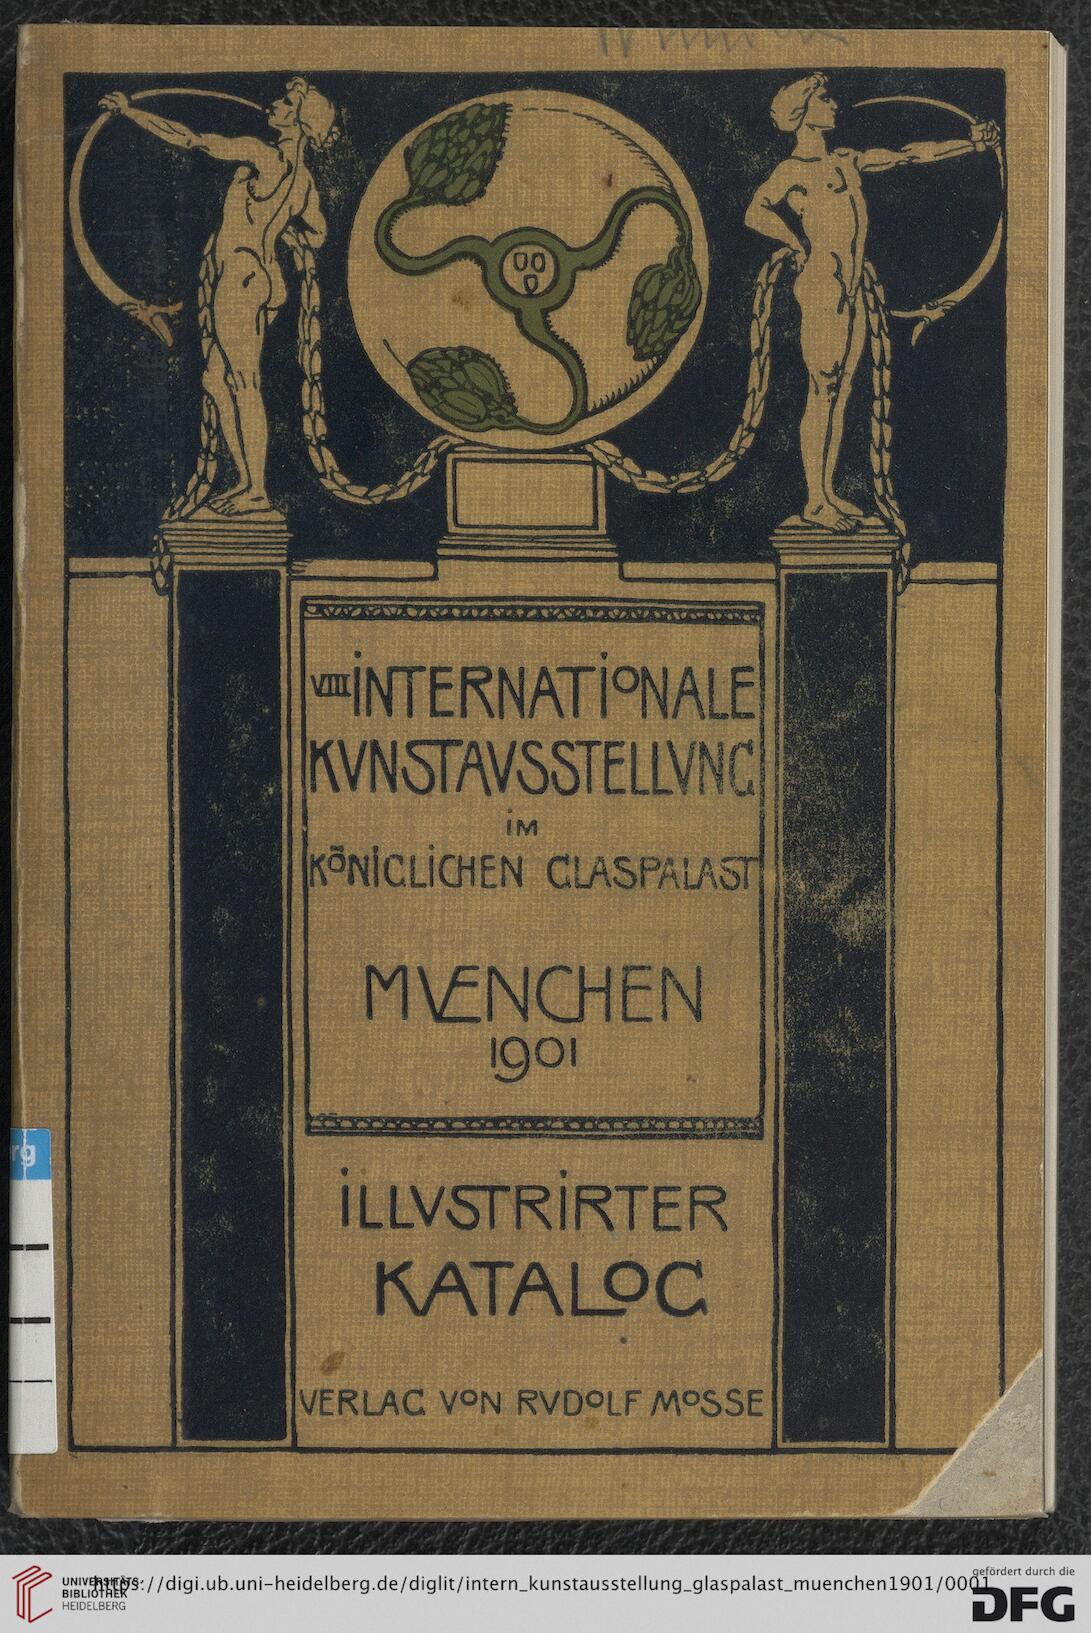 VIII INTERNATIONALE
KVNSTAVSSTELLVNG
IM
KÖNIGLICHEN GLASPALAST
MVENCHEN
1901
ILLVSTRIRTER
KATALOG
VERLAG VON RVDOLF MOSSE
rg
UNIVERSITÄTS-
BIBLIOTHEK
HEIDELBERG
https://digi.ub.uni-heidelberg.de/diglit/intern_kunstausstellung_glaspalast_muenchen1901/0001
gefördert durch die
DFG